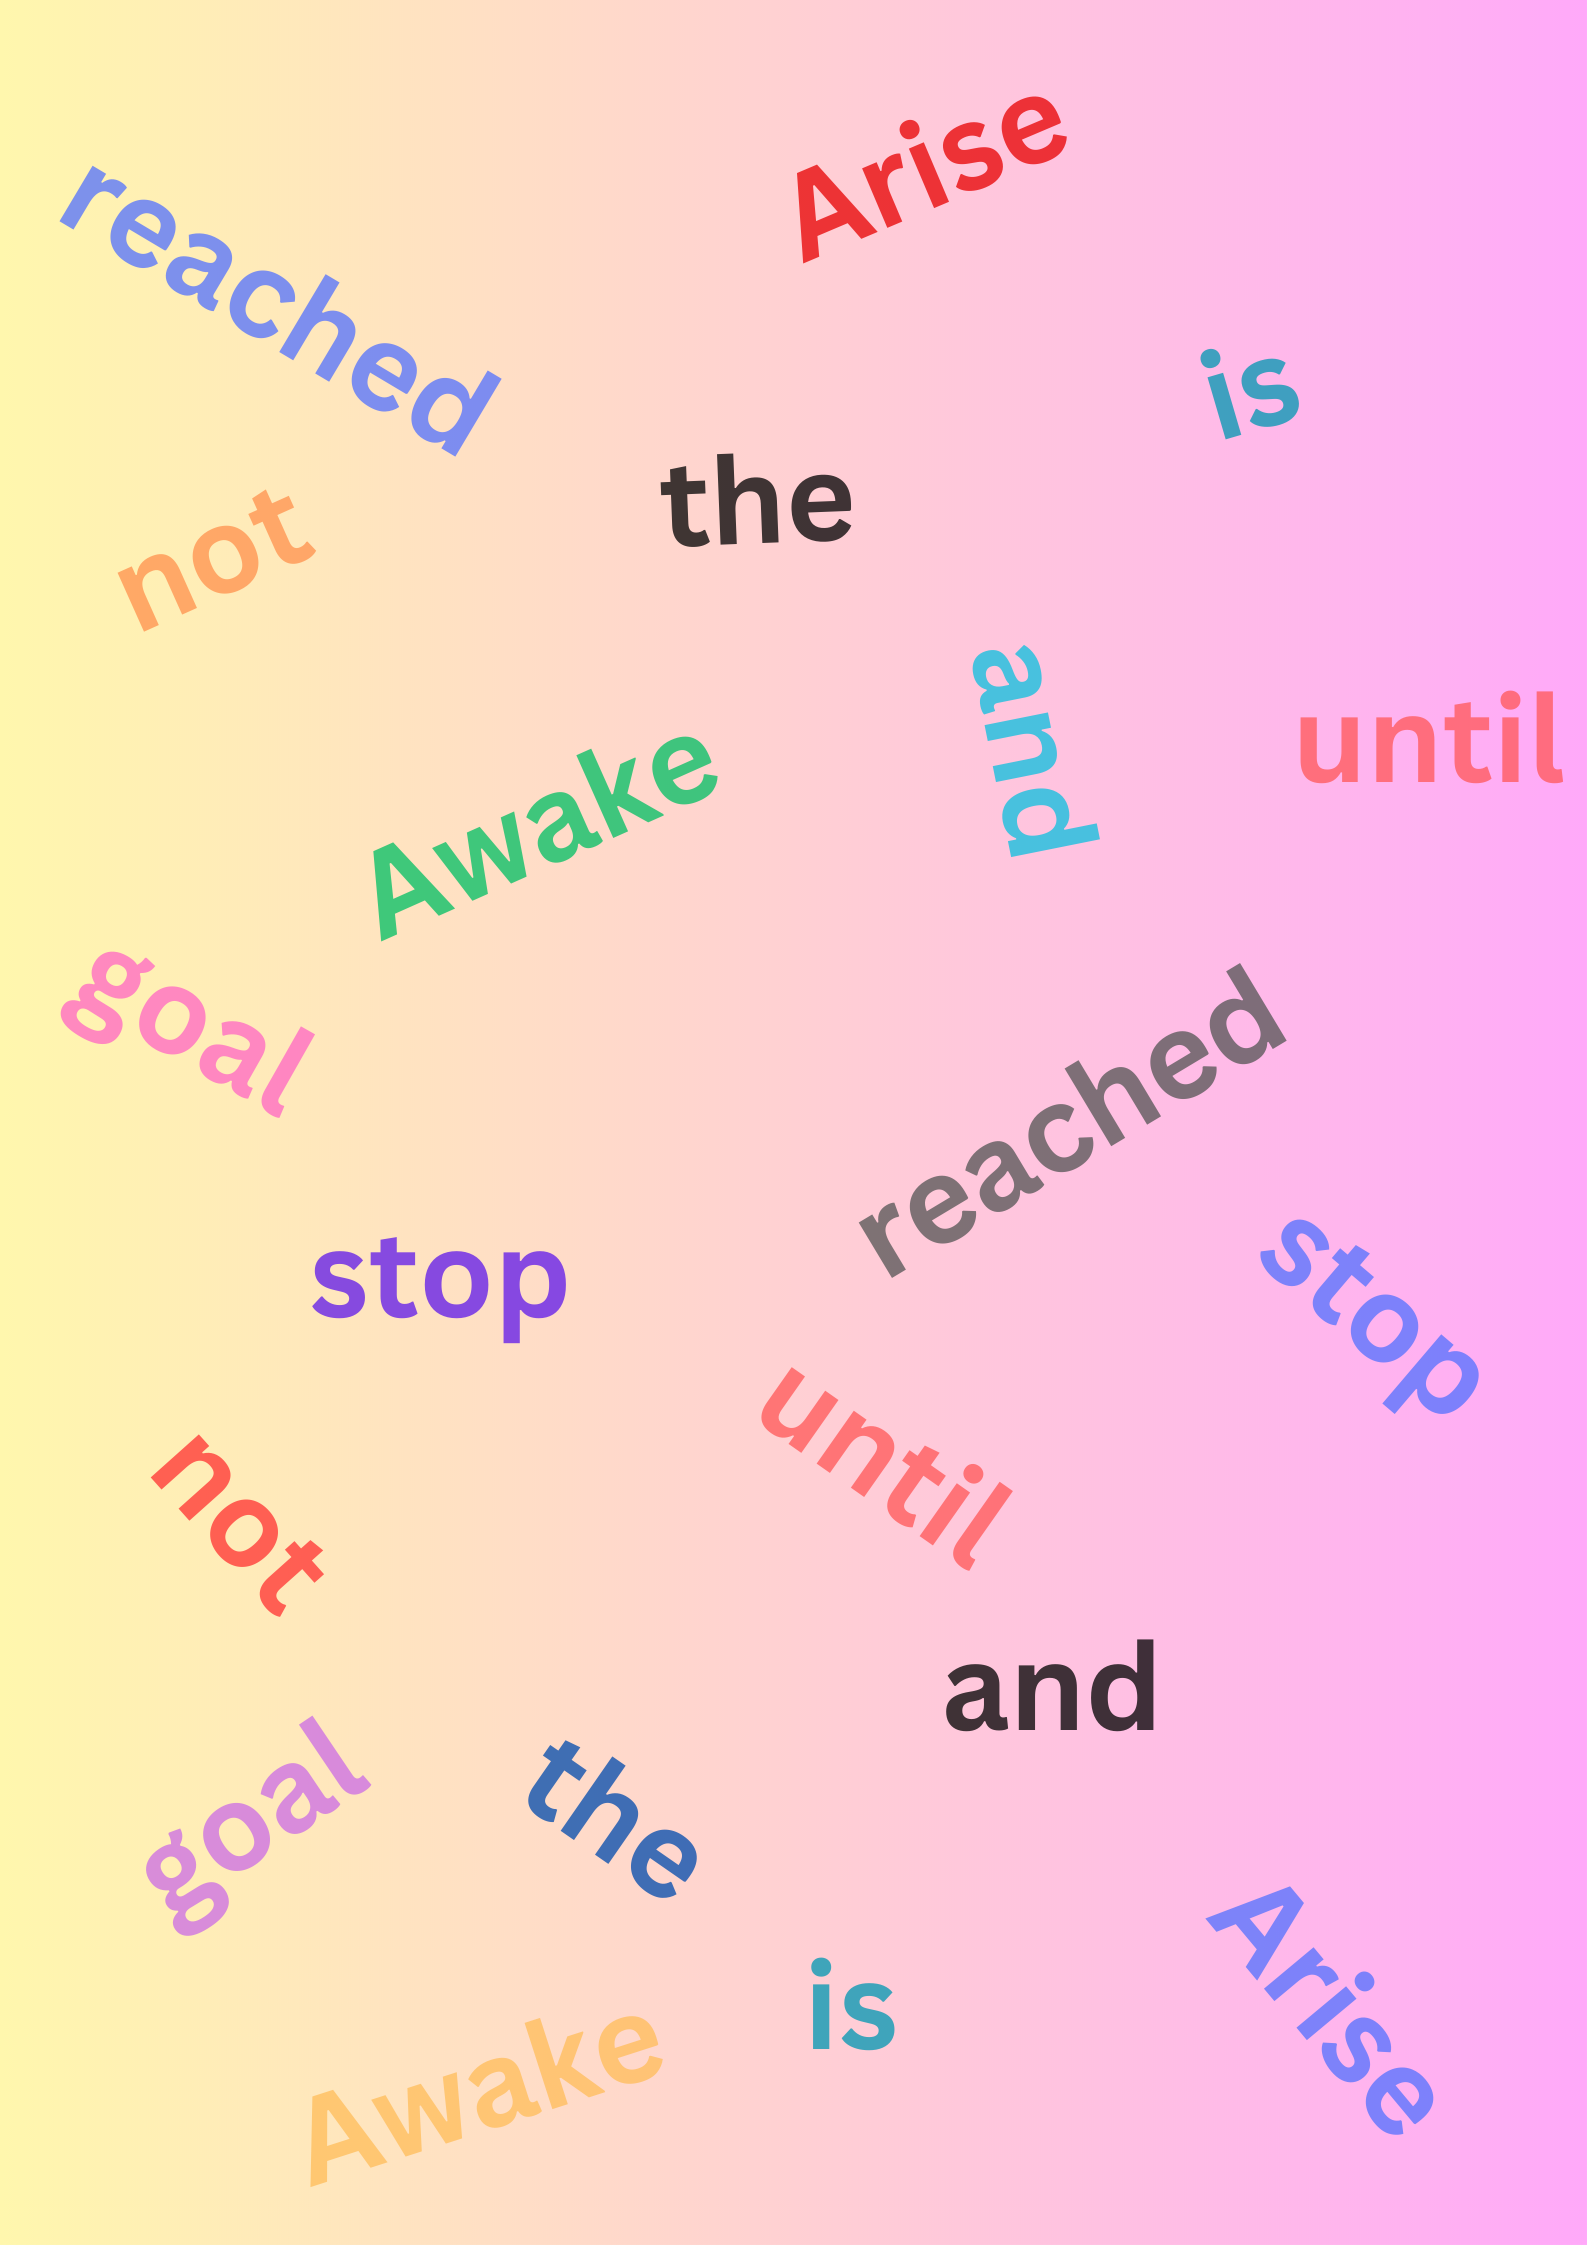 Arise
reached
is
the
not
and
until
Awake
goal
reached
stop
stop
until
not
and
goal
the
Arise
is
Awake